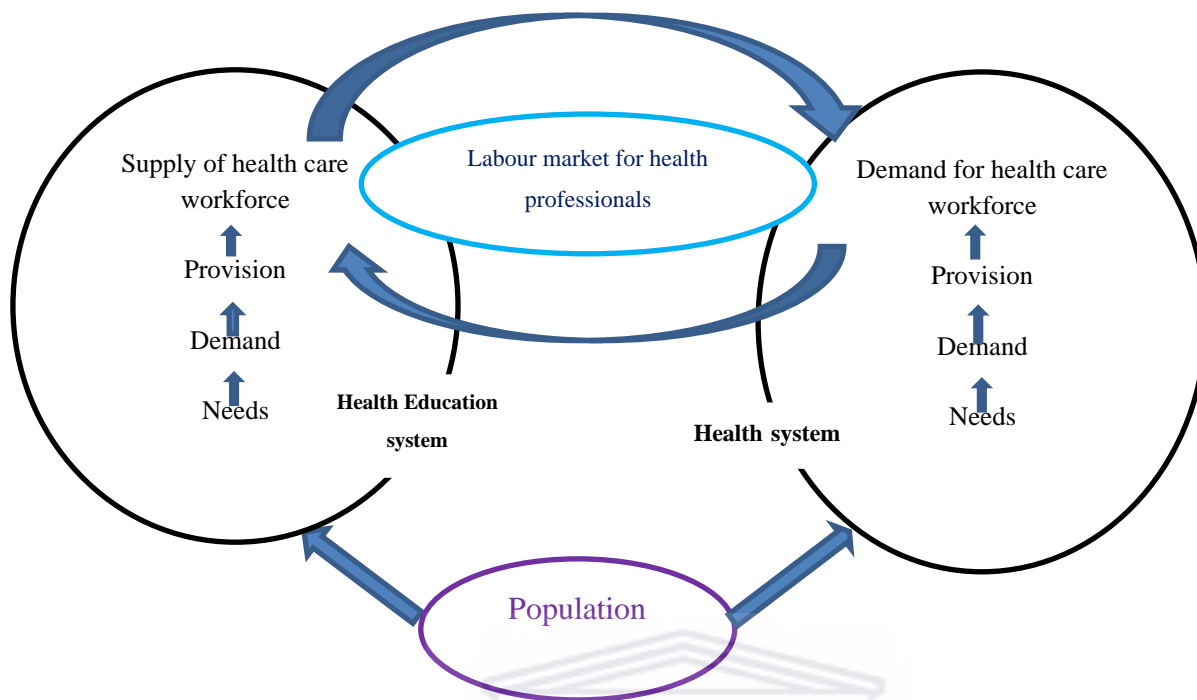 Supply of health care
workforce
Provision
Demand
Needs
Health Education
system
Labour market for health
professionals
Demand for health care
workforce
Provision
Demand
Needs
Health system
Population